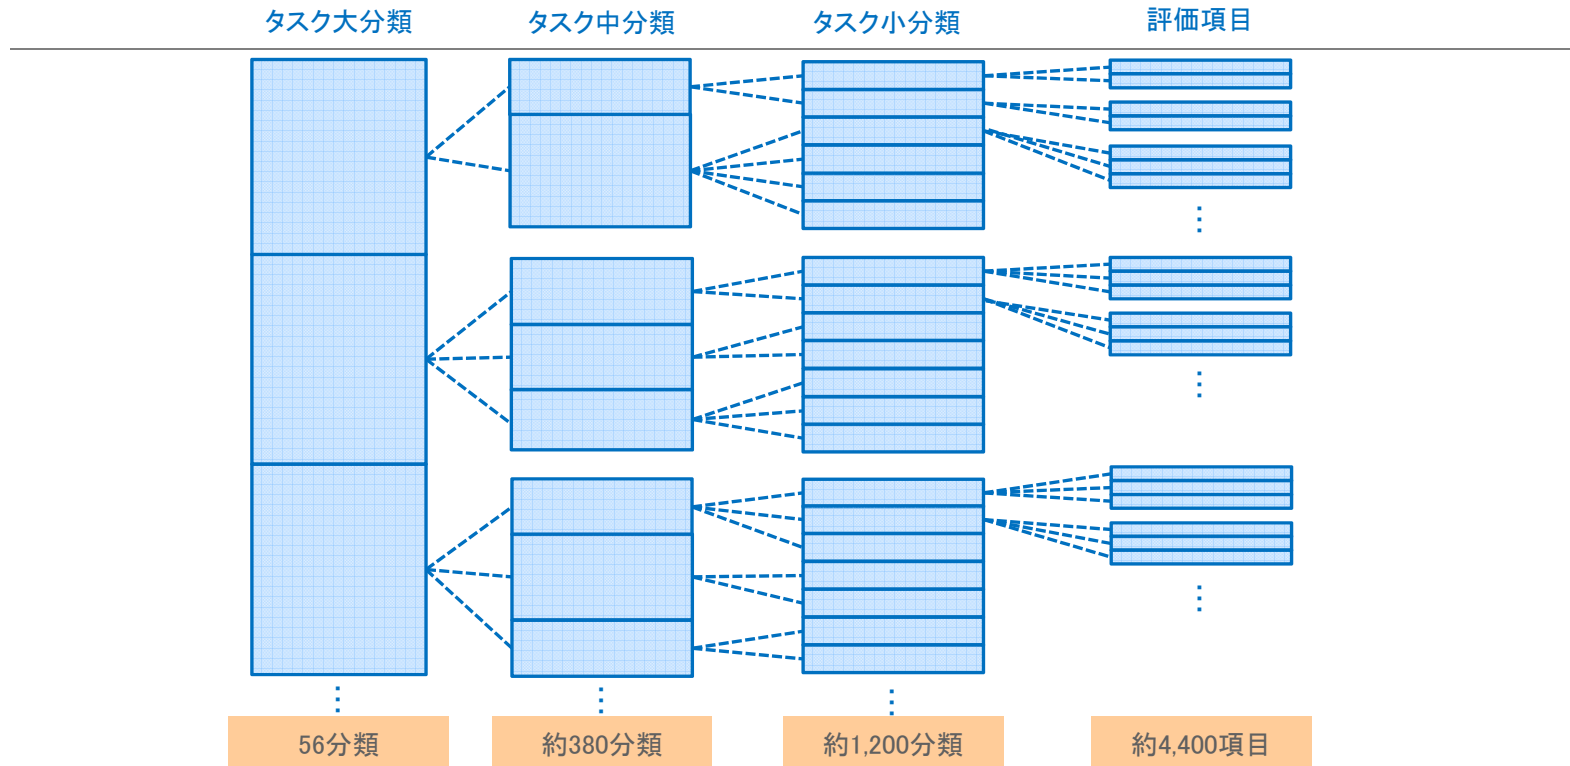 タスク大分類
タスク中分類
タスク小分類
評価項目
56分類
約380分類
約1,200分類
約4,400項目